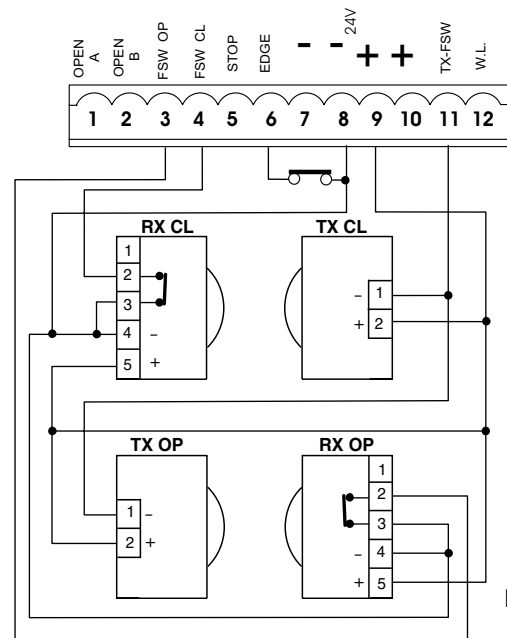 OPEN A
OPEN B
FSW OP
FSW CL
STOP
EDGE
-
-
24V
+
+
TX-FSW
W.L.
1 2 3 4 5 6 7 8 9 10 11 12
RX CL
1
2
3
4 -
5 +
TX CL
- 1
+ 2
TX OP
1 -
2 +
RX OP
1
2
3
- 4
+ 5